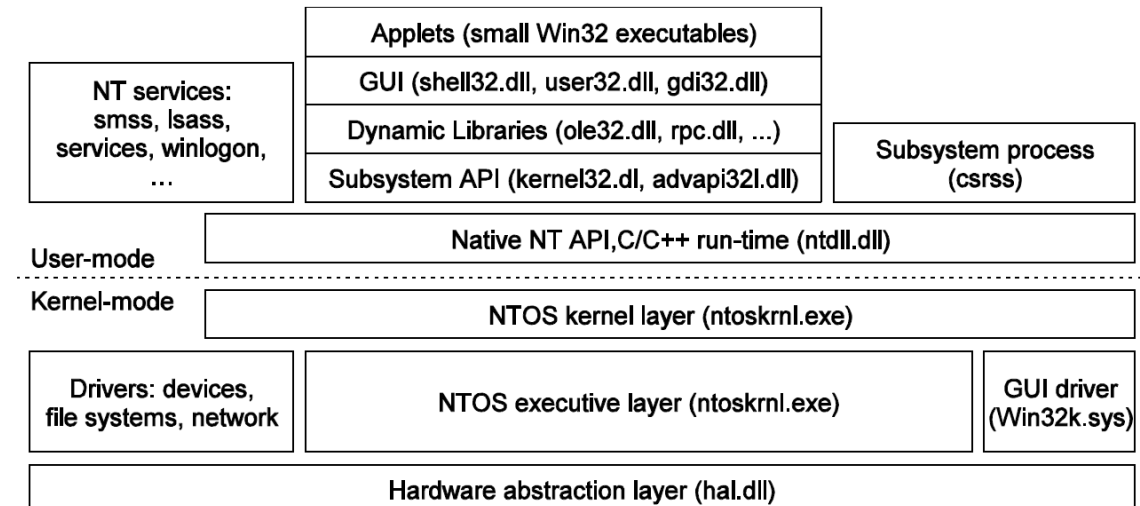 Applets (small Win32 executables)
GUI (shell32.dll, user32.dll, gdi32.dll)
Dynamic Libraries (ole32.dll, rpc.dll, ...)
Subsystem API (kernel32.dl, advapi32l.dll)
NT services:
smss, lsass,
services, winlogon,
...
Subsystem process
(csrss)
Native NT API,C/C++ run-time (ntdll.dll)
User-mode
Kernel-mode
NTOS kernel layer (ntoskrnl.exe)
Drivers: devices,
file systems, network
NTOS executive layer (ntoskrnl.exe)
GUI driver
(Win32k.sys)
Hardware abstraction layer (hal.dll)